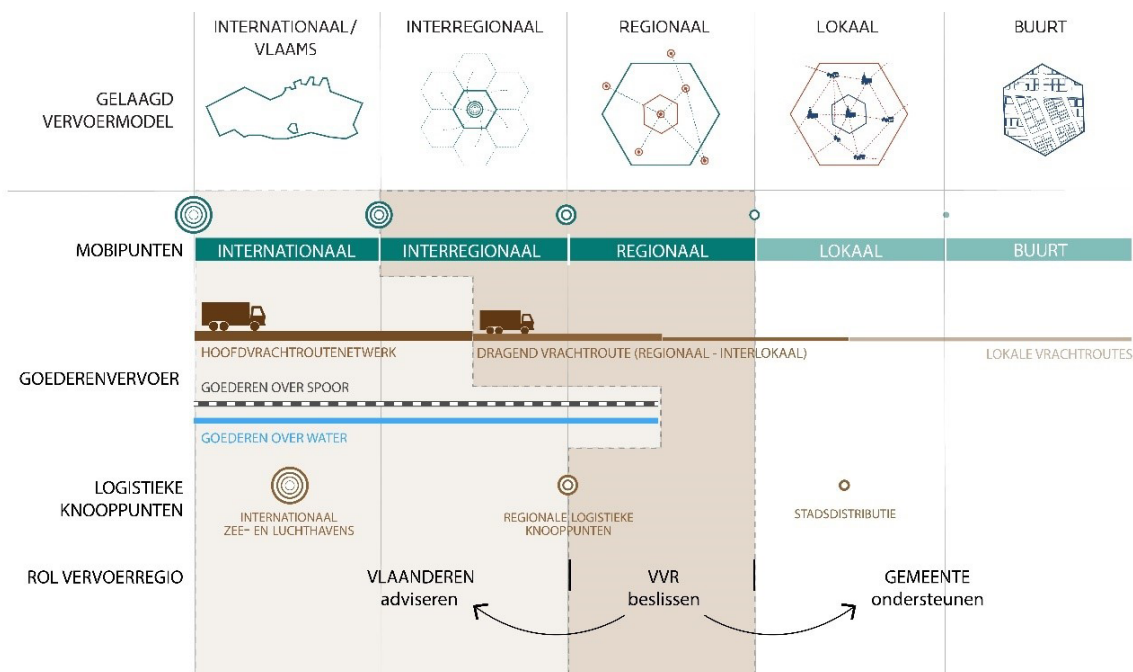 INTERNATIONAAL/
VLAAMS
INTERREGIONAAL
REGIONAAL
LOKAAL
BUURT
GELAAGD
VERVOERMODEL
MOBIPUNTEN
INTERNATIONAAL
INTERREGIONAAL
REGIONAAL
LOKAAL
BUURT
HOOFDVRACHTROUTENETWERK
DRAGEND VRACHTROUTE (REGIONAAL - INTERLOKAAL)
LOKALE VRACHTROUTES
GOEDERENVERVOER
GOEDEREN OVER SPOOR
GOEDEREN OVER WATER
LOGISTIEKE
KNOOPPUNTEN
INTERNATIONAAL
ZEE- EN LUCHTHAVENS
REGIONALE LOGISTIEKE
KNOOPPUNTEN
STADSDISTRIBUTIE
ROL VERVOERREGIO
VLAANDEREN
adviseren
VVR
beslissen
GEMEENTE
ondersteunen